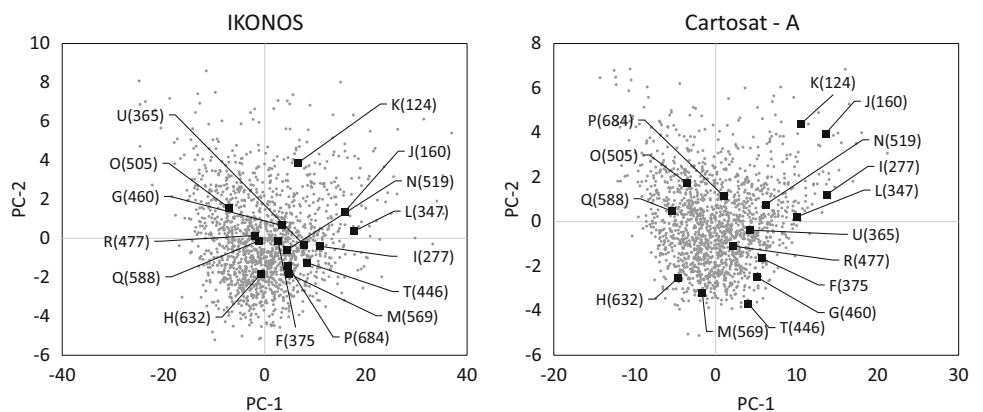 IKONOS
10
8
6
4
2
0
-2
-4
-6
-40
-20
0
20
40
PC-2
PC-1
U(365)
O(505)
G(460)
R(477)
Q(588)
H(632)
K(124)
J(160)
N(519)
L(347)
I(277)
T(446)
M(569)
P(684)
F(375
Cartosat - A
8
6
4
2
0
-2
-4
-6
-20
-10
0
10
20
30
PC-2
PC-1
P(684)
O(505)
Q(588)
H(632)
M(569)
K(124)
J(160)
N(519)
I(277)
L(347)
U(365)
R(477)
F(375
G(460)
T(446)